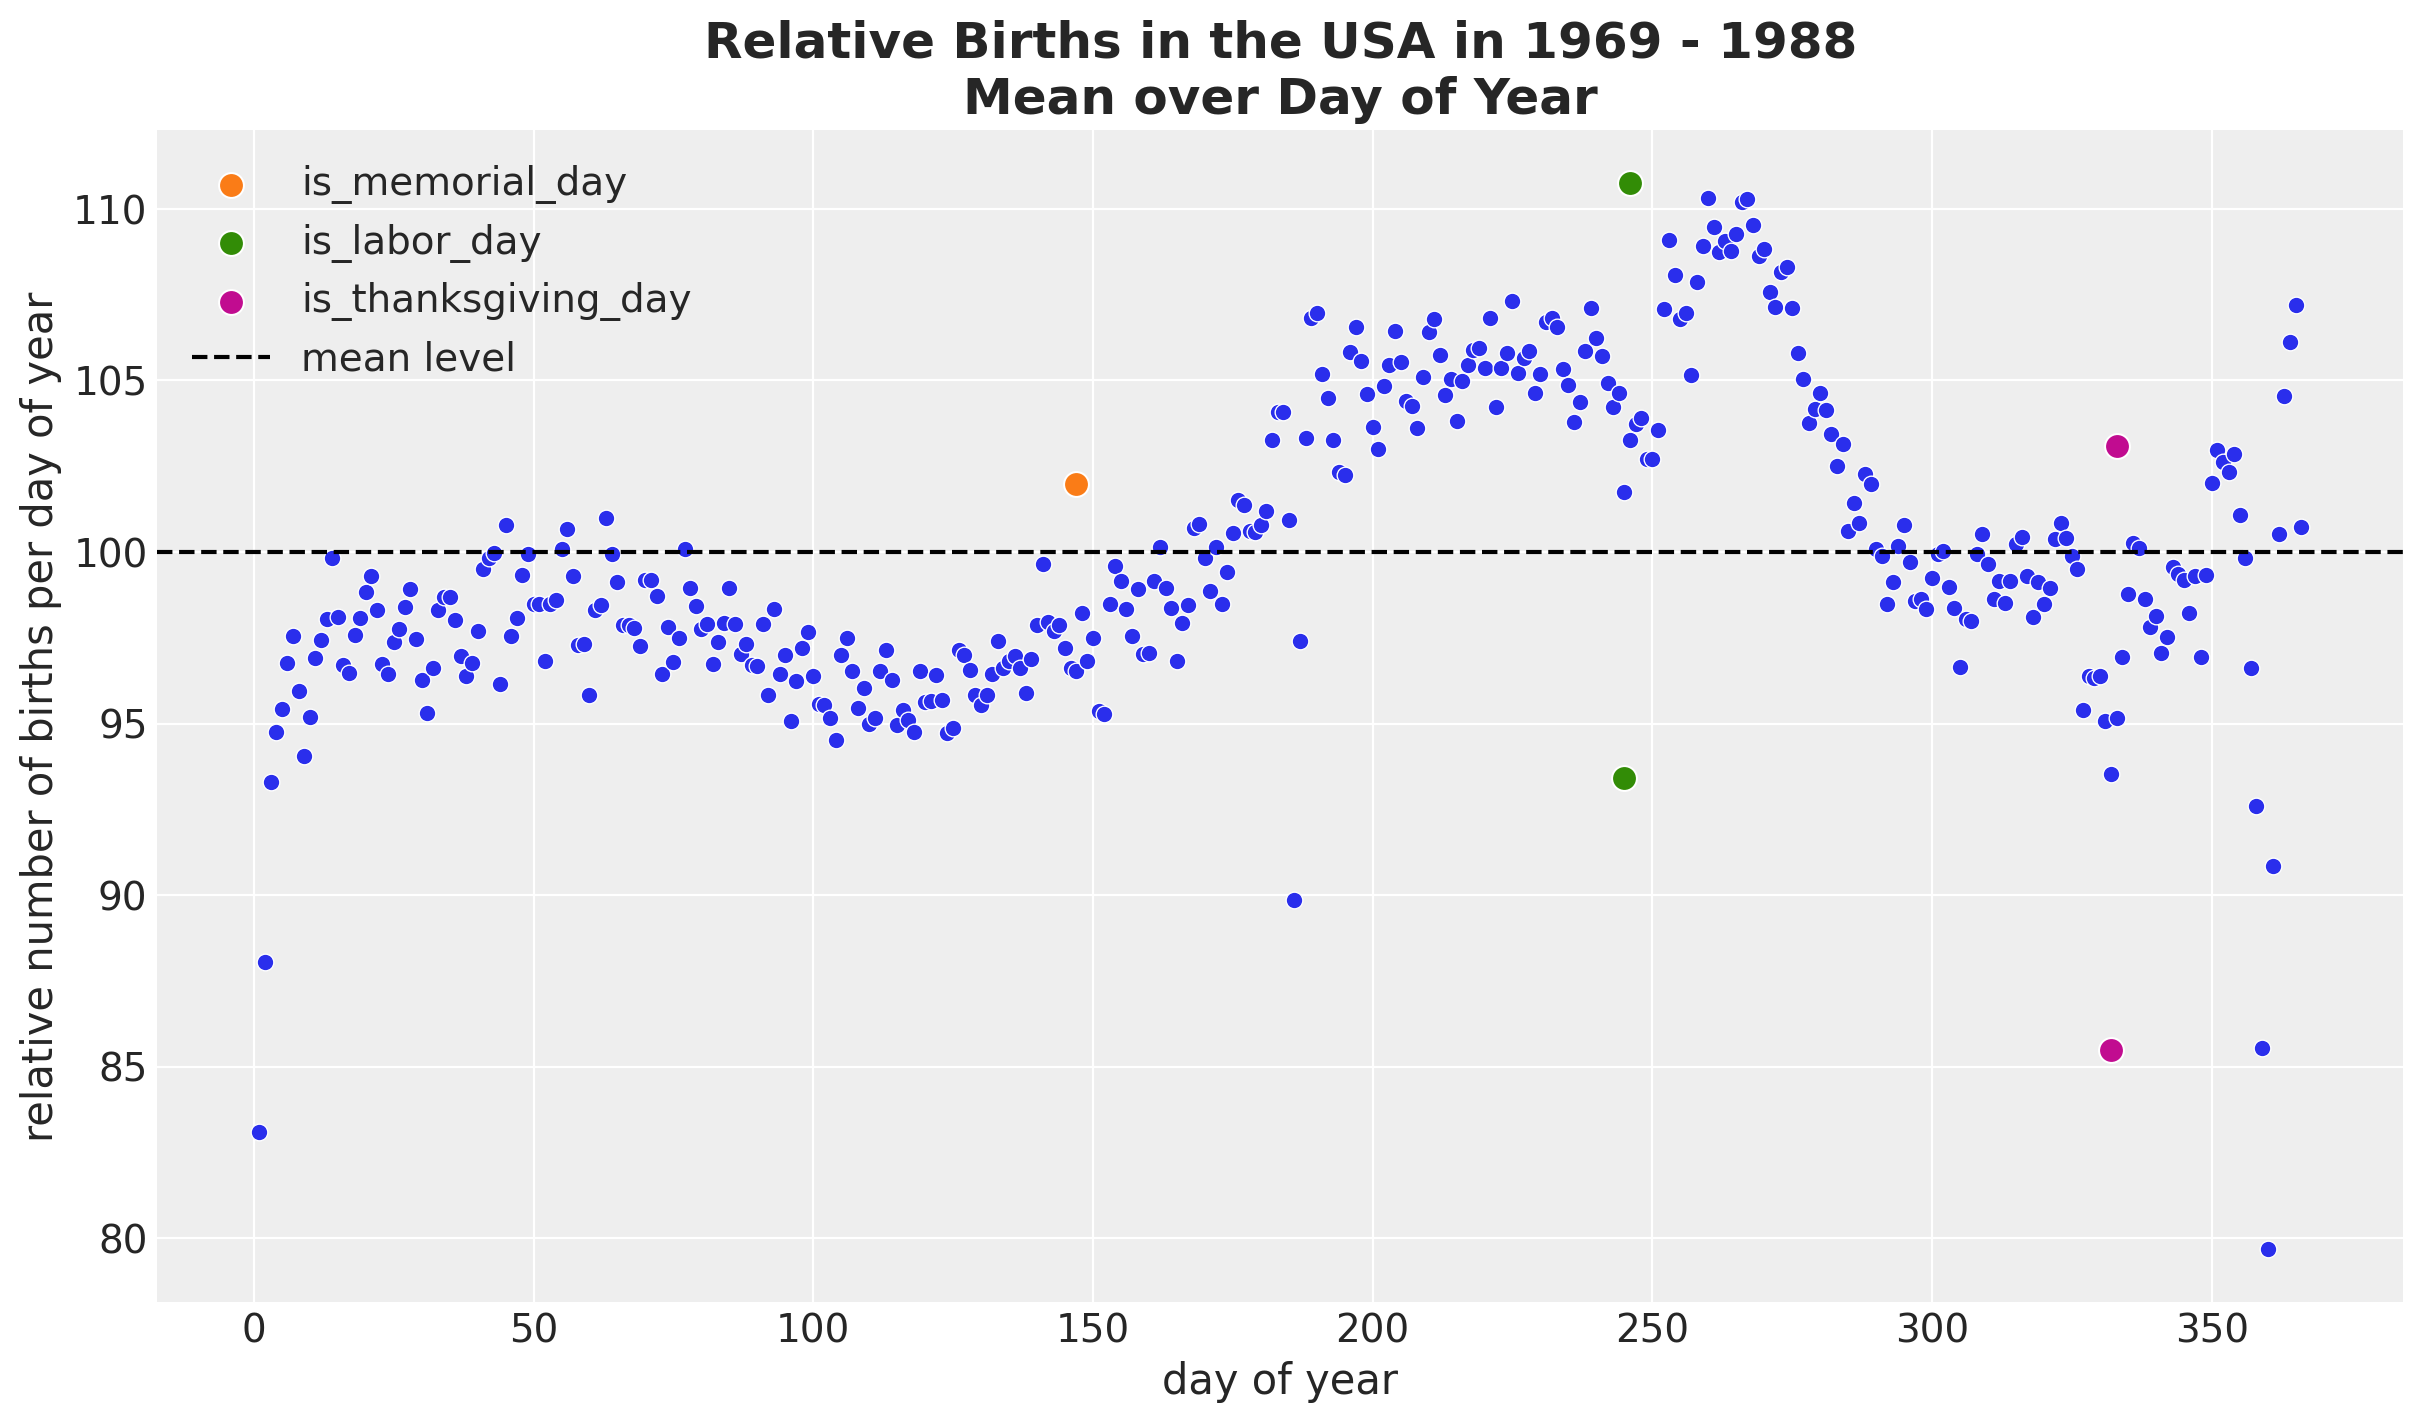 Relative Births in the USA in 1969 - 1988
Mean over Day of Year
is_memorial_day
is_labor_day
is_thanksgiving_day
mean level
relative number of births per day of year
110
105
100
95
90
85
80
0 50 100 150 200 250 300 350
day of year